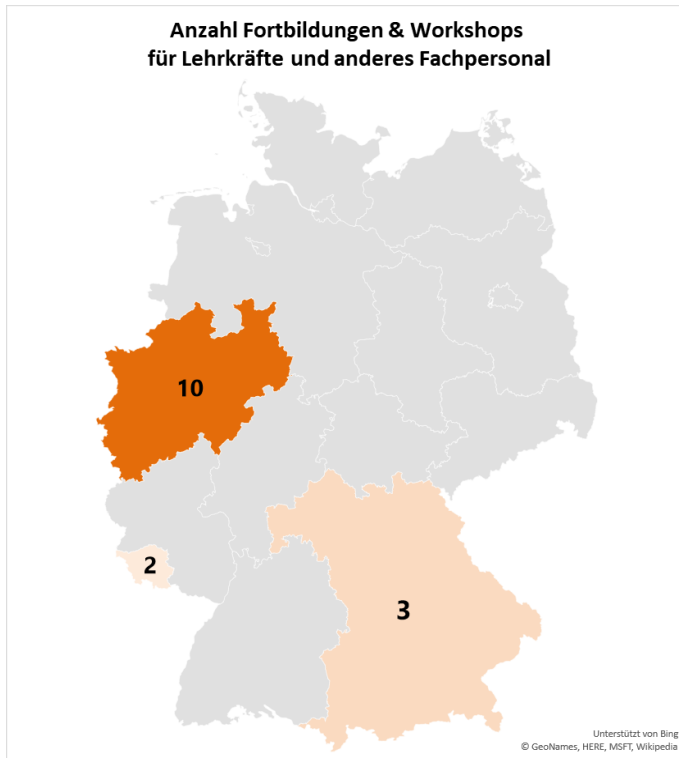 Anzahl Fortbildungen & Workshops
für Lehrkräfte und anderes Fachpersonal
10
2
3
Unterstützt von Bing
© GeoNames, HERE, MSFT, Wikipedia